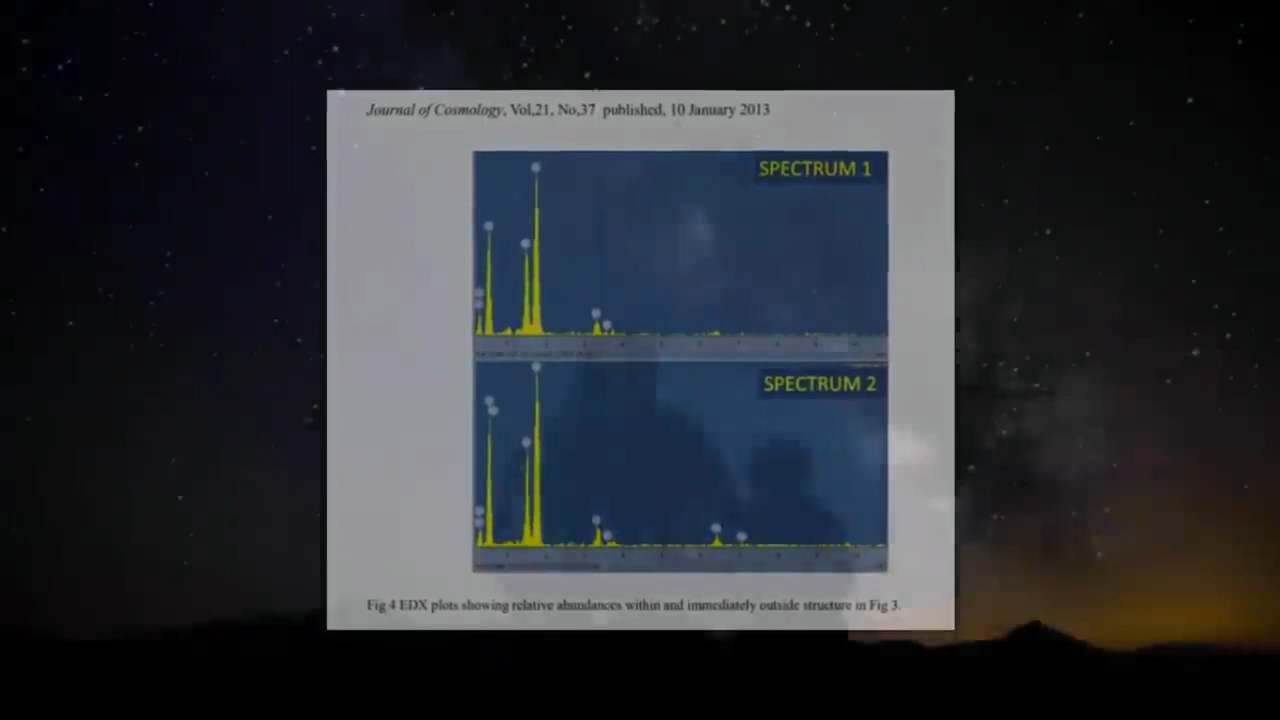 Journal of Cosmology, Vol,21, No,37 published, 10 January 2013
SPECTRUM 1
SPECTRUM 2
Fig 4 EDX plots showing relative abundances within and immediately outside structure in Fig 3.